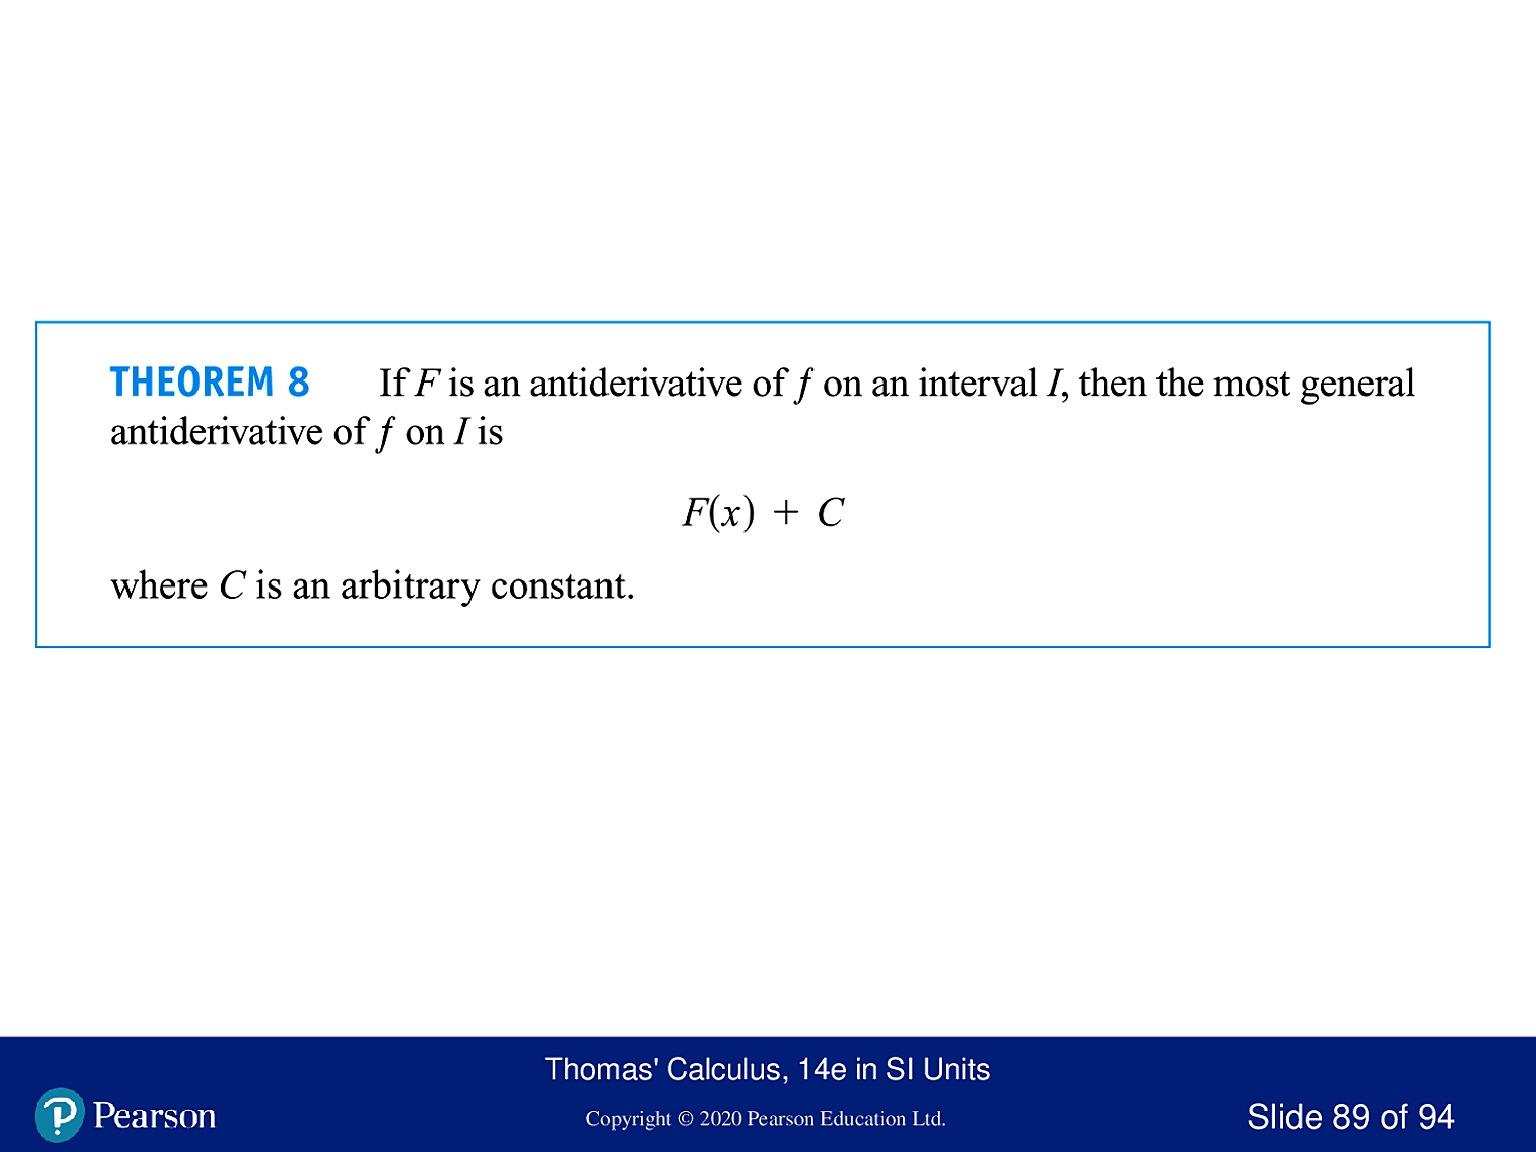 THEOREM 8 If F is an antiderivative of f on an interval I, then the most general
antiderivative of f on I is
F(x) + C
where C is an arbitrary constant.
Thomas' Calculus, 14e in SI Units
Pearson
Copyright © 2020 Pearson Education Ltd.
Slide 89 of 94